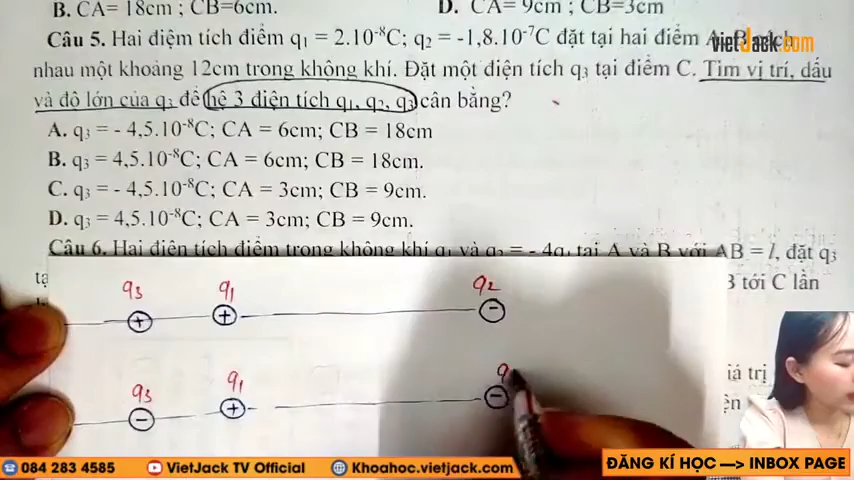 B. CA= 18cm ; CB=6cm.
D. CA= 9cm ; CB=3cm
Câu 5. Hai điệm tích điểm q₁ = 2.10⁻⁸C; q₂ = -1,8.10⁻⁷C đặt tại hai điểm A, B cách
vietJack.com
nhau một khoảng 12cm trong không khí. Đặt một điện tích q₃ tại điểm C. Tìm vị trí, dấu
và độ lớn của q₃ để hệ 3 điện tích q₁, q₂, q₃ cân bằng?
A. q₃ = - 4,5.10⁻⁸C; CA = 6cm; CB = 18cm
B. q₃ = 4,5.10⁻⁸C; CA = 6cm; CB = 18cm.
C. q₃ = - 4,5.10⁻⁸C; CA = 3cm; CB = 9cm.
D. q₃ = 4,5.10⁻⁸C; CA = 3cm; CB = 9cm.
Câu 6. Hai điện tích điểm trong không khí q₁ và q₂ = - 4q₁ tại A và B với AB = l, đặt q₃
B tới C lần
q₃ q₁ q₂
+ + −
iá trị
q₃ q₁ q
− + −
ện
084 283 4585 VietJack TV Official Khoahoc.vietjack.com
ĐĂNG KÍ HỌC —> INBOX PAGE